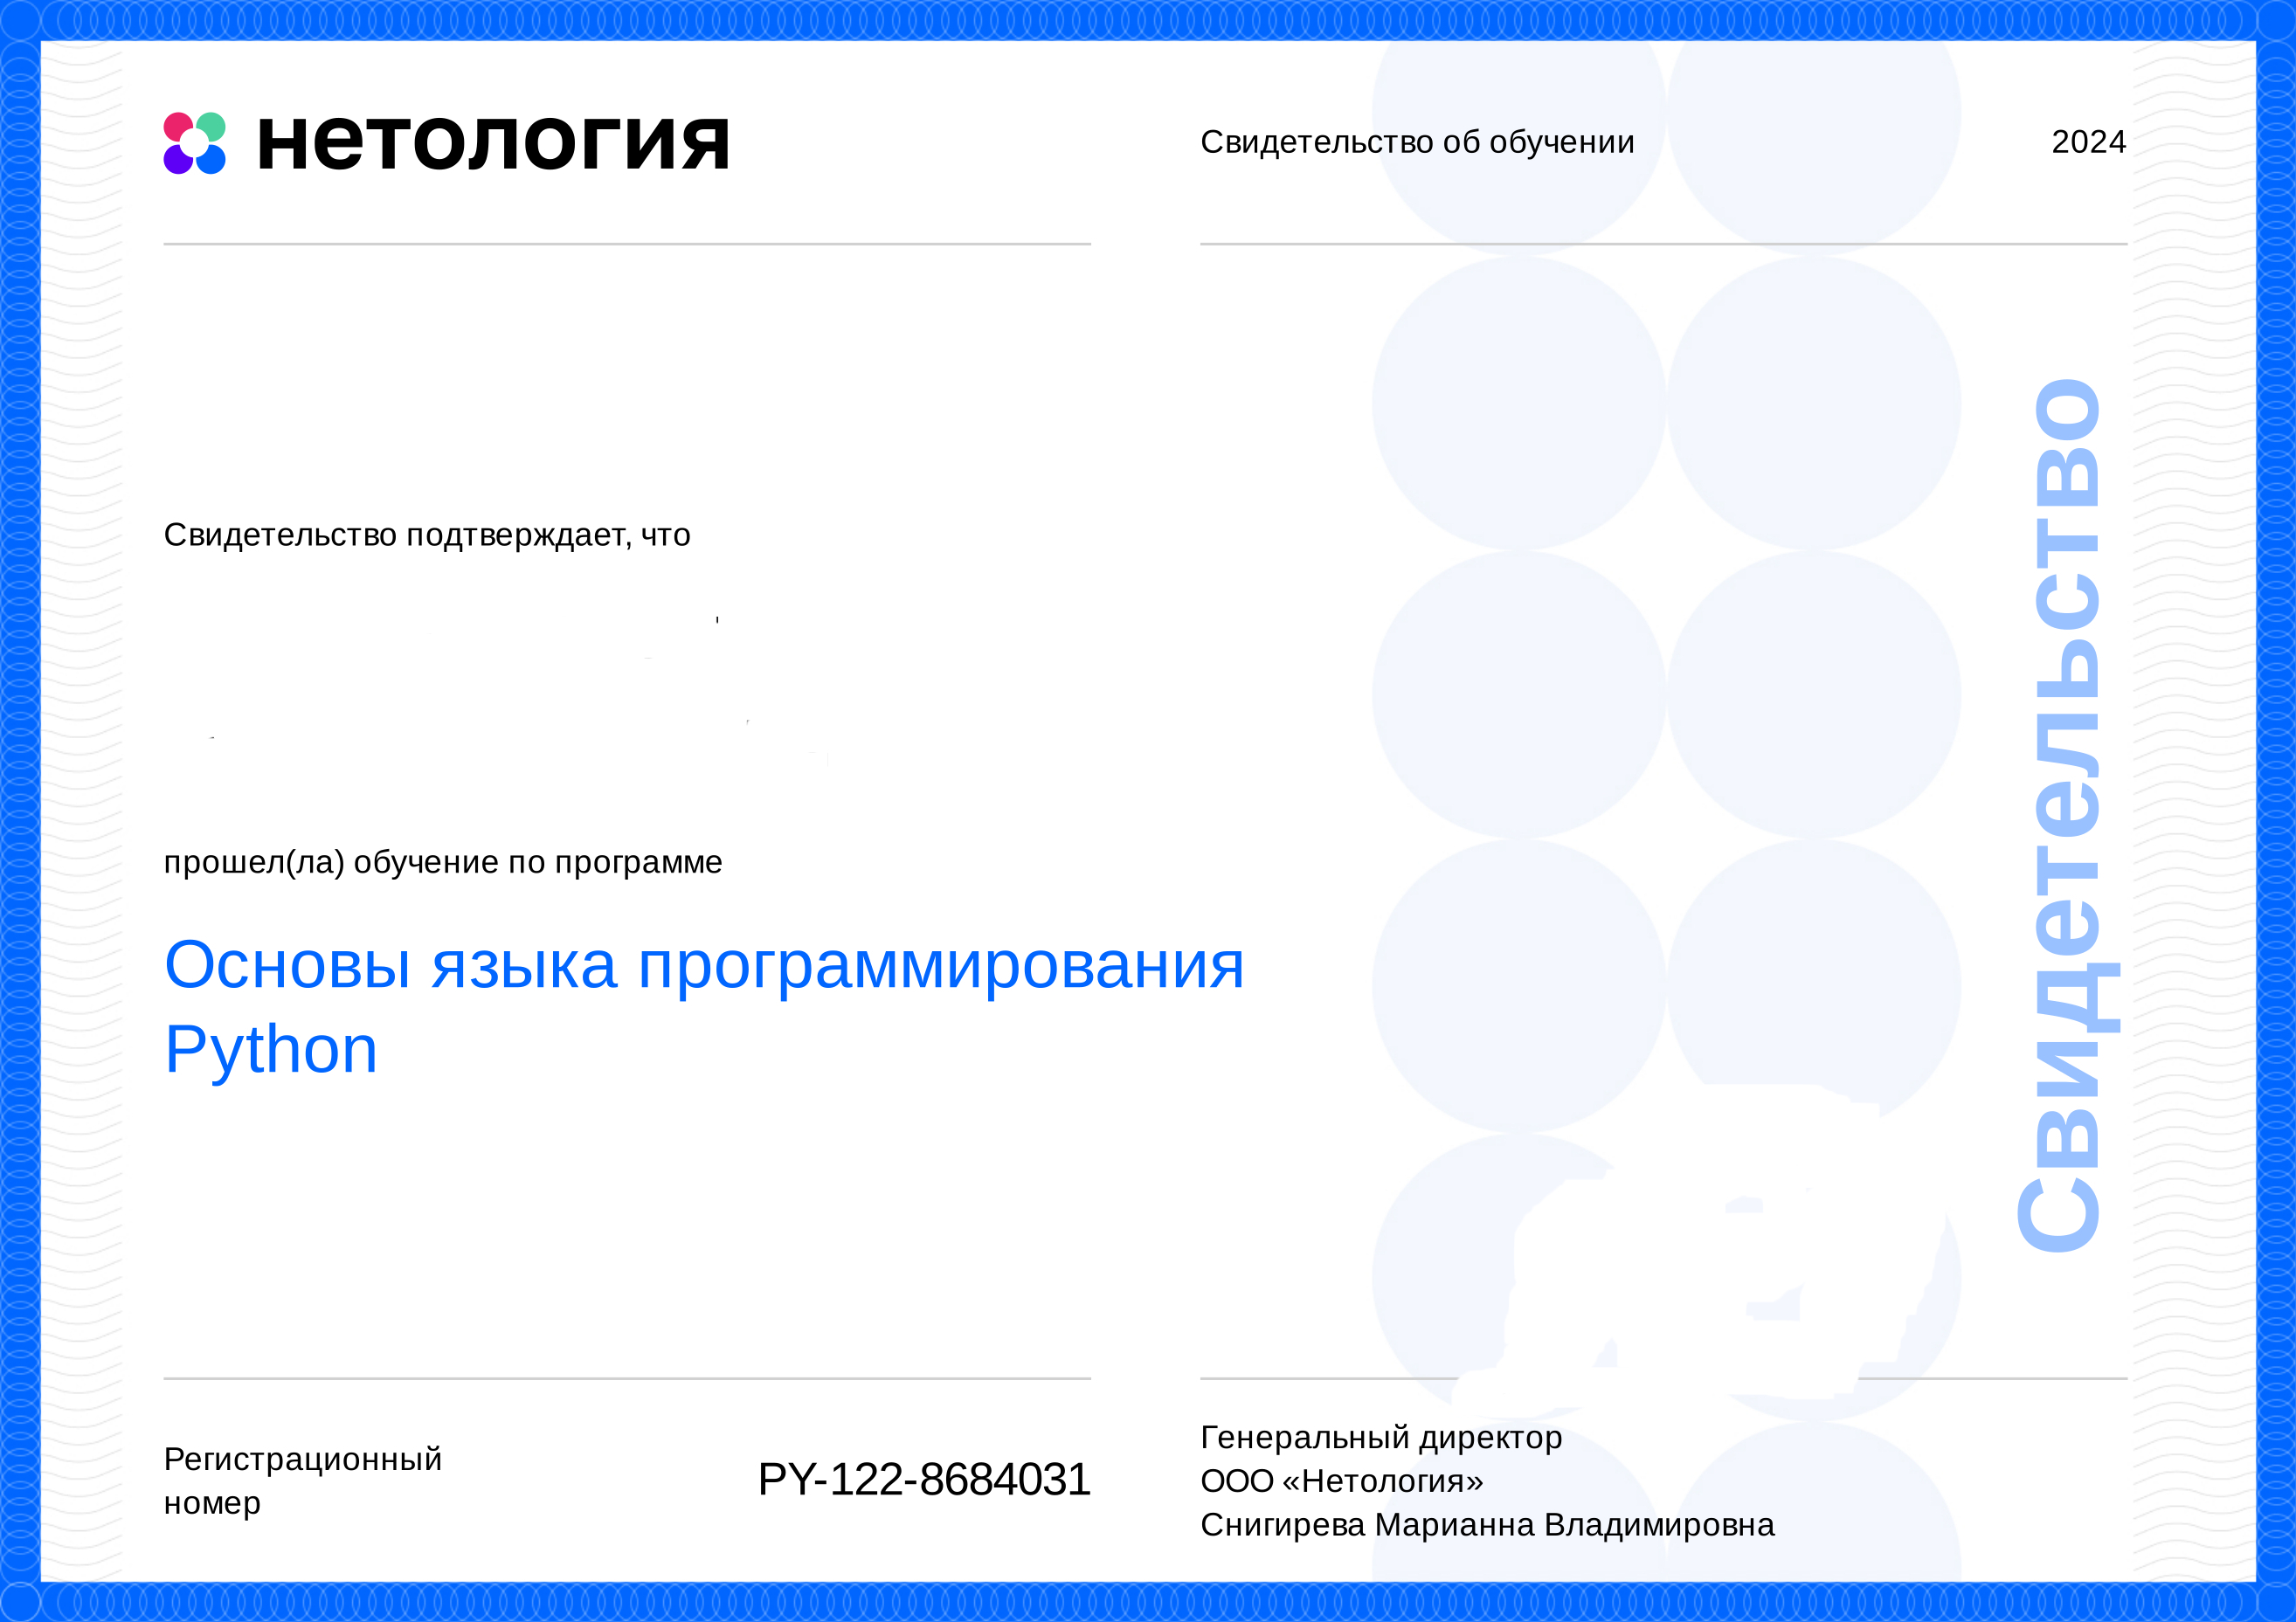 нетология
Свидетельство об обучении
2024
Свидетельство подтверждает, что
прошел(ла) обучение по программе
Основы языка программирования
Python
Свидетельство
Регистрационный
номер
PY-122-8684031
Генеральный директор
ООО «Нетология»
Снигирева Марианна Владимировна